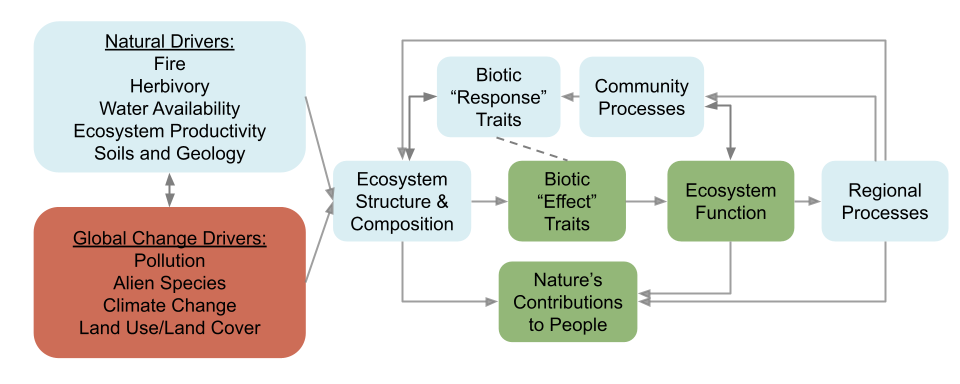 Natural Drivers:
Fire
Herbivory
Water Availability
Ecosystem Productivity
Soils and Geology
Global Change Drivers:
Pollution
Alien Species
Climate Change
Land Use/Land Cover
Ecosystem
Structure &
Composition
Biotic
“Response”
Traits
Community
Processes
Biotic
“Effect”
Traits
Ecosystem
Function
Regional
Processes
Nature’s
Contributions
to People